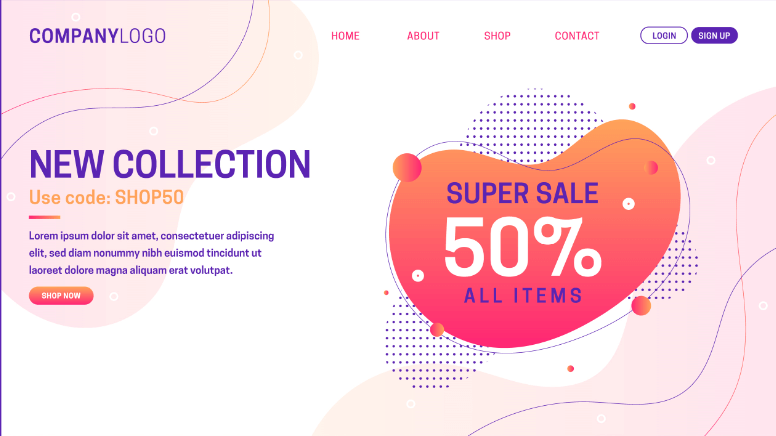 COMPANYLOGO
HOME
ABOUT
SHOP
CONTACT
LOGIN
SIGN UP
NEW COLLECTION
Use code: SHOP50
Lorem ipsum dolor sit amet, consectetuer adipiscing
elit, sed diam nonummy nibh euismod tincidunt ut
laoreet dolore magna aliquam erat volutpat.
SHOP NOW
SUPER SALE
50%
ALL ITEMS